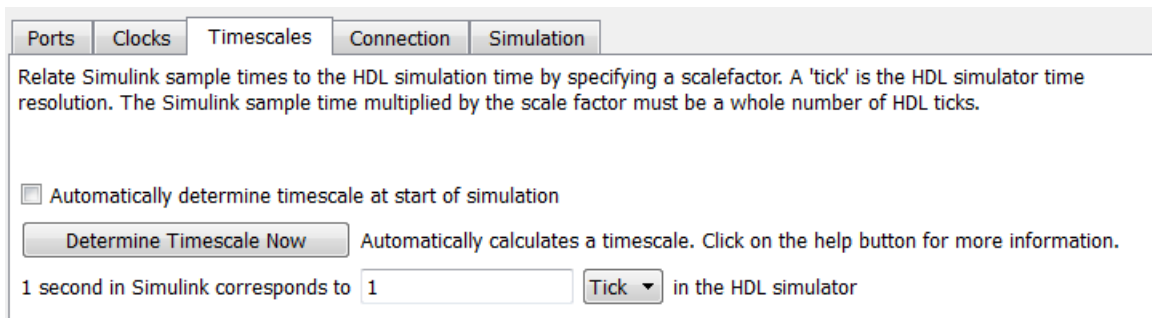 Ports Clocks Timescales Connection Simulation
Relate Simulink sample times to the HDL simulation time by specifying a scalefactor. A 'tick' is the HDL simulator time
resolution. The Simulink sample time multiplied by the scale factor must be a whole number of HDL ticks.
Automatically determine timescale at start of simulation
Determine Timescale Now Automatically calculates a timescale. Click on the help button for more information.
1 second in Simulink corresponds to 1 Tick in the HDL simulator